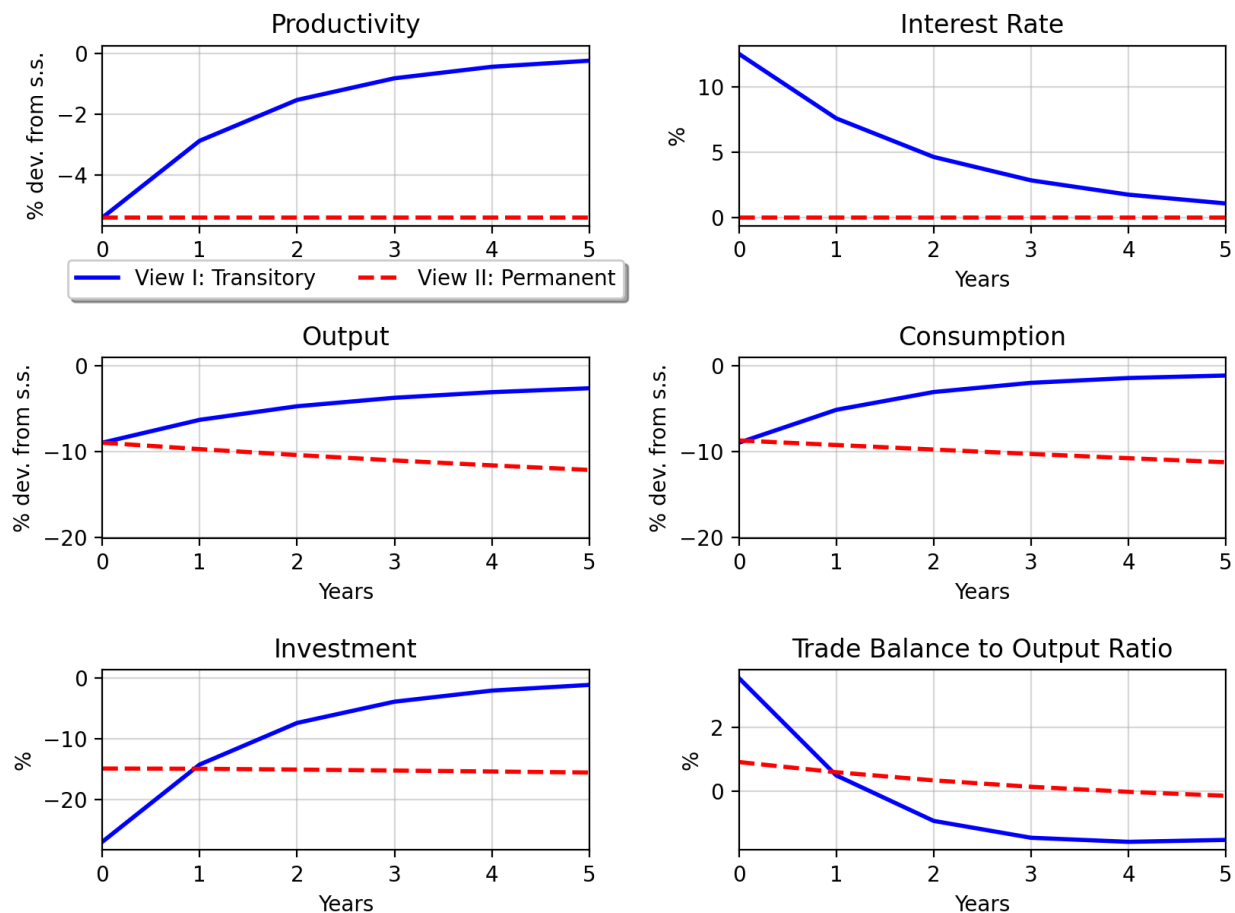 Productivity
% dev. from s.s.
0
−2
−4
0 1 2 3 4 5
Interest Rate
%
10
5
0
0 1 2 3 4 5
Years
View I: Transitory
View II: Permanent
Output
% dev. from s.s.
0
−10
−20
0 1 2 3 4 5
Years
Consumption
% dev. from s.s.
0
−10
−20
0 1 2 3 4 5
Years
Investment
%
0
−10
−20
0 1 2 3 4 5
Years
Trade Balance to Output Ratio
%
2
0
0 1 2 3 4 5
Years